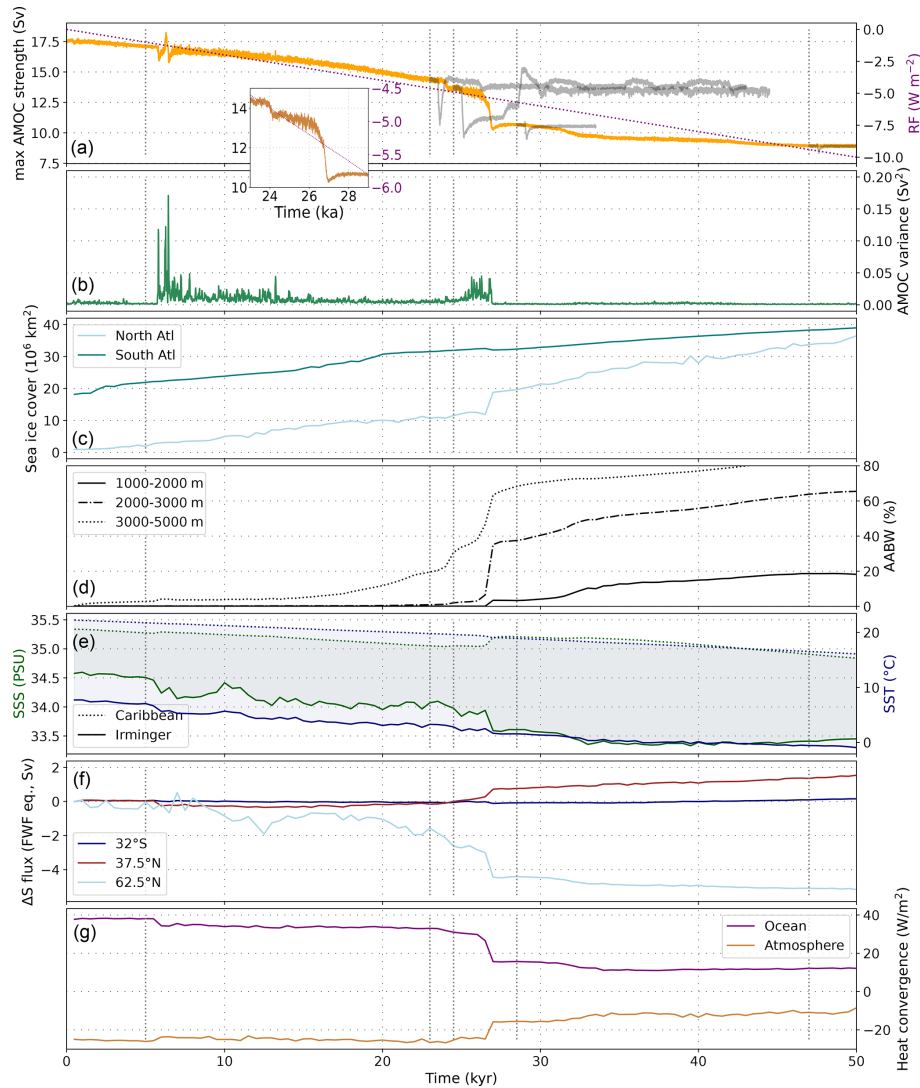 max AMOC strength (Sv)
17.5
15.0
12.5
10.0
7.5
(a)
0.0
−2.5
−5.0
−7.5
−10.0
RF (W m⁻²)
14
12
10
24
26
28
Time (ka)
−4.5
−5.0
−5.5
−6.0
(b)
0.20
0.15
0.10
0.05
0.00
AMOC variance (Sv²)
Sea ice cover (10⁶ km²)
40
30
20
10
0
North Atl
South Atl
(c)
1000-2000 m
2000-3000 m
3000-5000 m
(d)
80
60
40
20
0
AABW (%)
SSS (PSU)
35.5
35.0
34.5
34.0
33.5
(e)
Caribbean
Irminger
20
10
0
SST (°C)
ΔS flux (FWF eq., Sv)
2
0
−2
−4
(f)
32°S
37.5°N
62.5°N
(g)
Ocean
Atmosphere
40
20
0
−20
Heat convergence (W/m²)
0
10
20
30
40
50
Time (kyr)